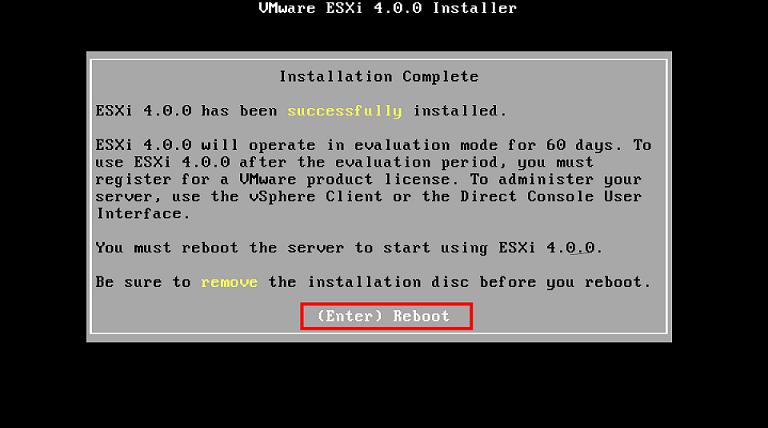 VMware ESXi 4.0.0 Installer
Installation Complete
ESXi 4.0.0 has been successfully installed.
ESXi 4.0.0 will operate in evaluation mode for 60 days. To
use ESXi 4.0.0 after the evaluation period, you must
register for a VMware product license. To administer your
server, use the vSphere Client or the Direct Console User
Interface.
You must reboot the server to start using ESXi 4.0.0.
Be sure to remove the installation disc before you reboot.
(Enter) Reboot